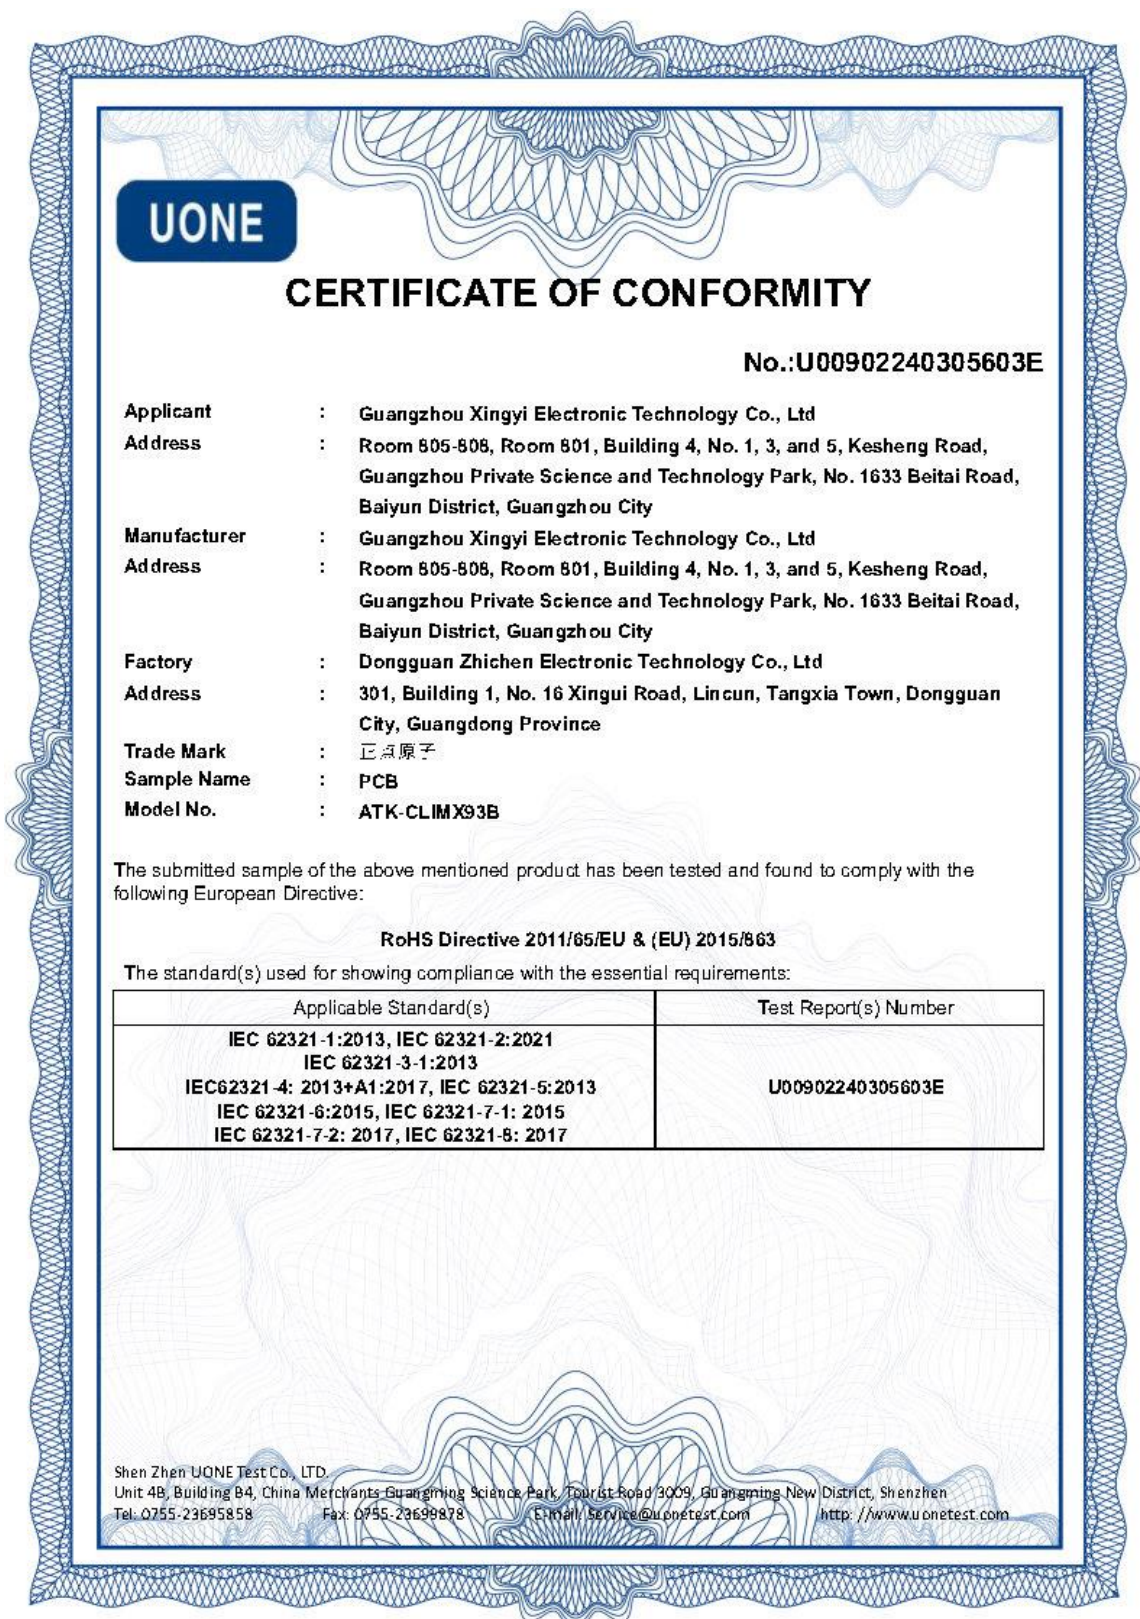 UONE
CERTIFICATE OF CONFORMITY
No.:U00902240305603E
Applicant : Guangzhou Xingyi Electronic Technology Co., Ltd
Address : Room 805-808, Room 801, Building 4, No. 1, 3, and 5, Kesheng Road,
Guangzhou Private Science and Technology Park, No. 1633 Beitai Road,
Baiyun District, Guangzhou City
Manufacturer : Guangzhou Xingyi Electronic Technology Co., Ltd
Address : Room 805-808, Room 801, Building 4, No. 1, 3, and 5, Kesheng Road,
Guangzhou Private Science and Technology Park, No. 1633 Beitai Road,
Baiyun District, Guangzhou City
Factory : Dongguan Zhichen Electronic Technology Co., Ltd
Address : 301, Building 1, No. 16 Xingui Road, Lincun, Tangxia Town, Dongguan
City, Guangdong Province
Trade Mark : 正点原子
Sample Name : PCB
Model No. : ATK-CLIMX93B
The submitted sample of the above mentioned product has been tested and found to comply with the
following European Directive:
RoHS Directive 2011/65/EU & (EU) 2015/863
The standard(s) used for showing compliance with the essential requirements:
Applicable Standard(s) Test Report(s) Number
IEC 62321-1:2013, IEC 62321-2:2021
IEC 62321-3-1:2013
IEC62321-4: 2013+A1:2017, IEC 62321-5:2013 U00902240305603E
IEC 62321-6:2015, IEC 62321-7-1: 2015
IEC 62321-7-2: 2017, IEC 62321-8: 2017
Shen Zhen UONE Test Co., LTD.
Unit 4B, Building B4, China Merchants Guangming Science Park, Tourist Road 3009, Guangming New District, Shenzhen
Tel: 0755-23695858 Fax: 0755-23699878 E-mail: Service@uonetest.com http: //www.uonetest.com